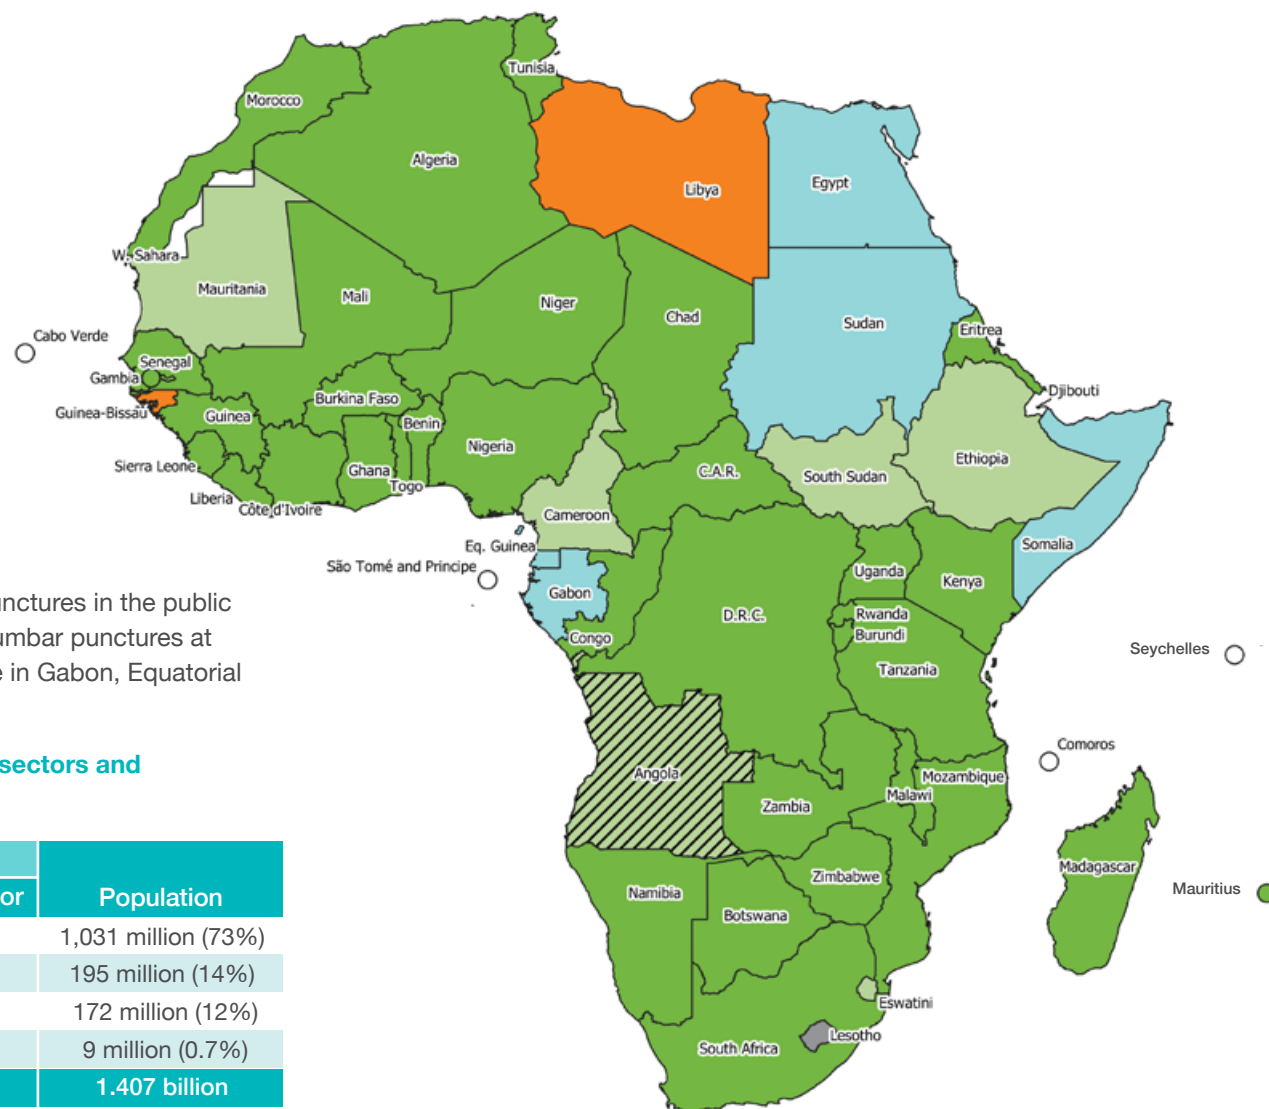 Tunisia
Morocco
Algeria
Libya
Egypt
W. Sahara
Mauritania
Mali
Niger
Chad
Sudan
Eritrea
Cabo Verde
Senegal
Gambia
Djibouti
Burkina Faso
Guinea-Bissau
Guinea
Benin
Nigeria
Ethiopia
Sierra Leone
Ghana
C.A.R.
South Sudan
Togo
Liberia
Côte d'Ivoire
Cameroon
Eq. Guinea
Somalia
São Tomé and Principe
Uganda
Kenya
Gabon
D.R.C.
Rwanda
Congo
Burundi
Seychelles
Tanzania
Comoros
Angola
Mozambique
Malawi
Zambia
Madagascar
Zimbabwe
Mauritius
Namibia
Botswana
Eswatini
Lesotho
South Africa
unctures in the public
umbar punctures at
e in Gabon, Equatorial
sectors and
or
Population
1,031 million (73%)
195 million (14%)
172 million (12%)
9 million (0.7%)
1.407 billion